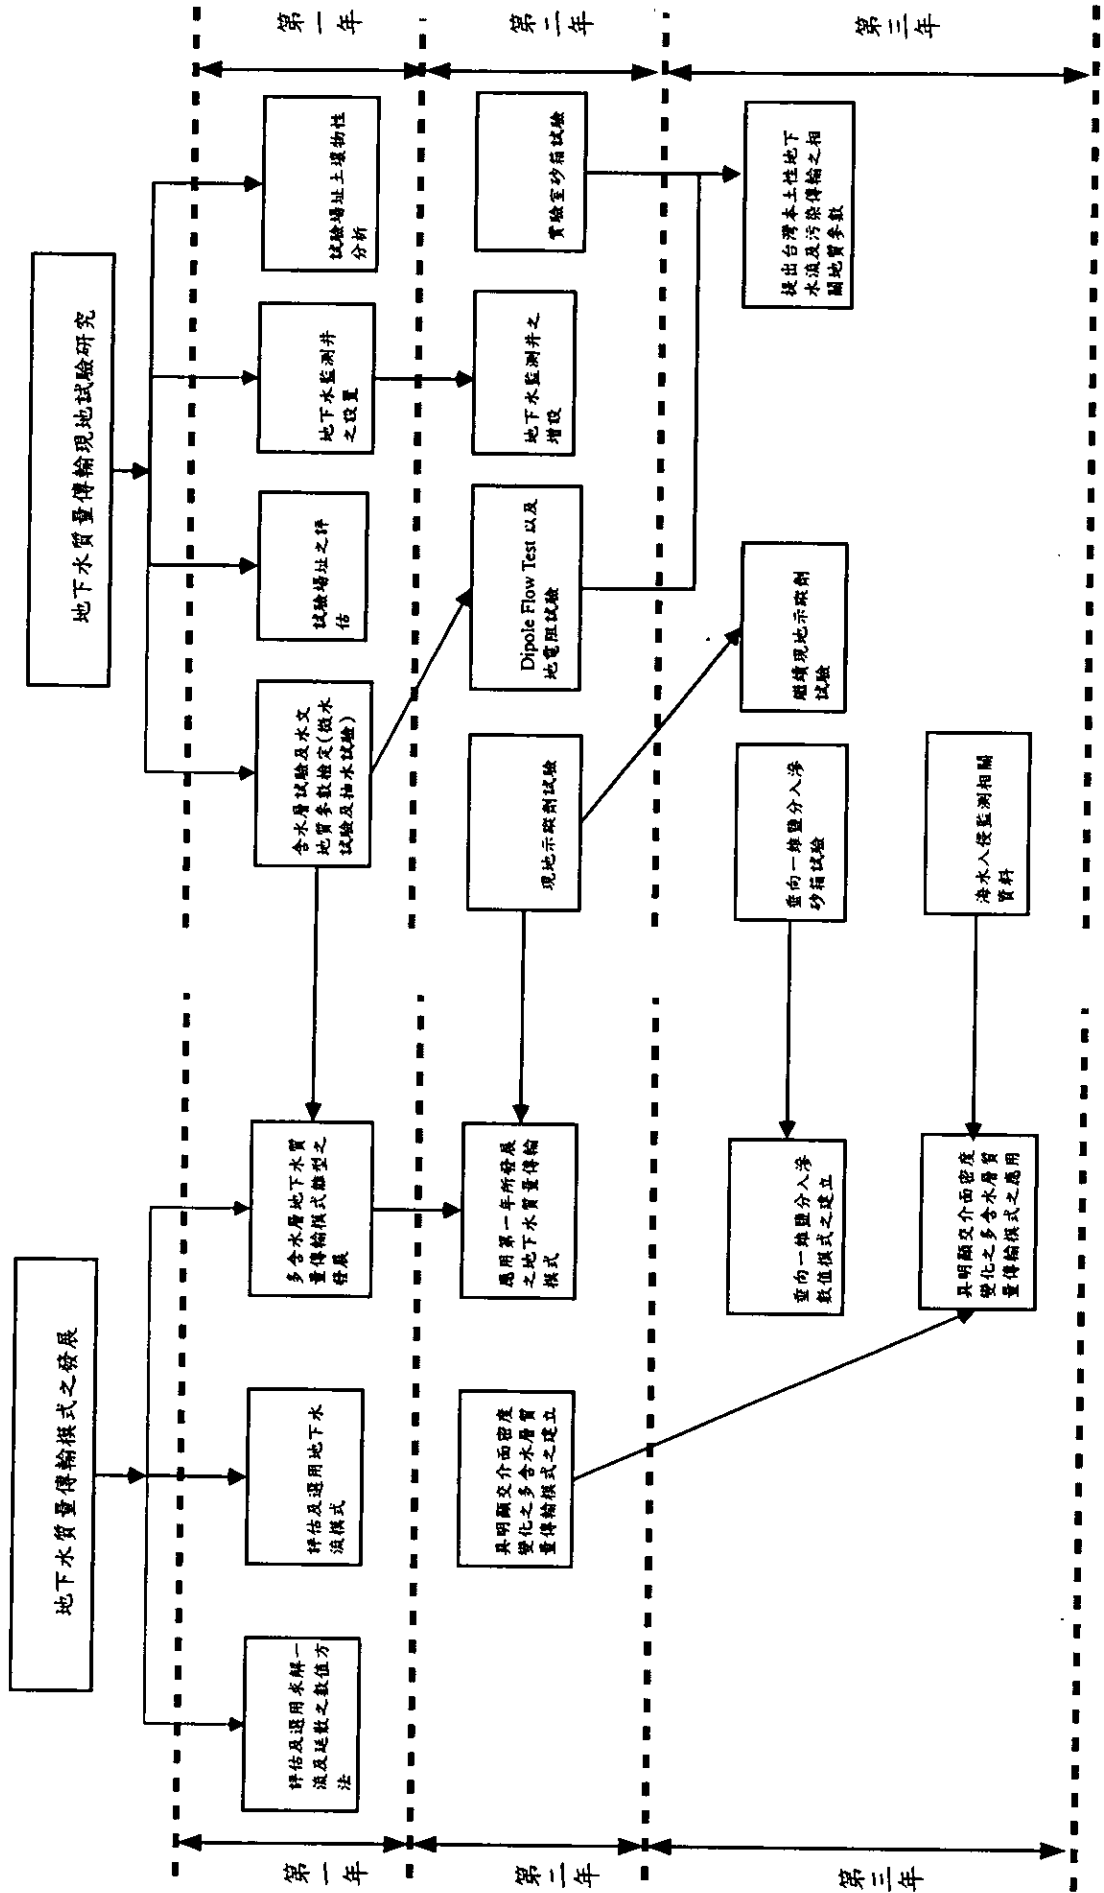 地下水質量傳輸模式之發展
地下水質量傳輸現地試驗研究
第一年
評估及選用求解一
流及延散之數值方
法
評估及選用地下水
流模式
多含水層地下水質
量傳輸模式雛型之
發展
含水層試驗及水文
地質參數檢定(微水
試驗及抽水試驗)
試驗場址之評
估
地下水監測井
之設置
試驗場址土壤物性
分析
第一年
第二年
具明顯交介面密度
變化之多含水層質
量傳輸模式之建立
應用第一年所發展
之地下水質量傳輸
模式
現地示蹤劑試驗
Dipole Flow Test 以及
地電阻試驗
地下水監測井之
增設
實驗室砂箱試驗
第二年
第三年
垂向一維鹽分入滲
數值模式之建立
垂向一維鹽分入滲
砂箱試驗
繼續現地示蹤劑
試驗
提出台灣本土性地下
水流及污染傳輸之相
關地質參數
具明顯交介面密度
變化之多含水層質
量傳輸模式之應用
海水入侵監測相關
資料
第三年